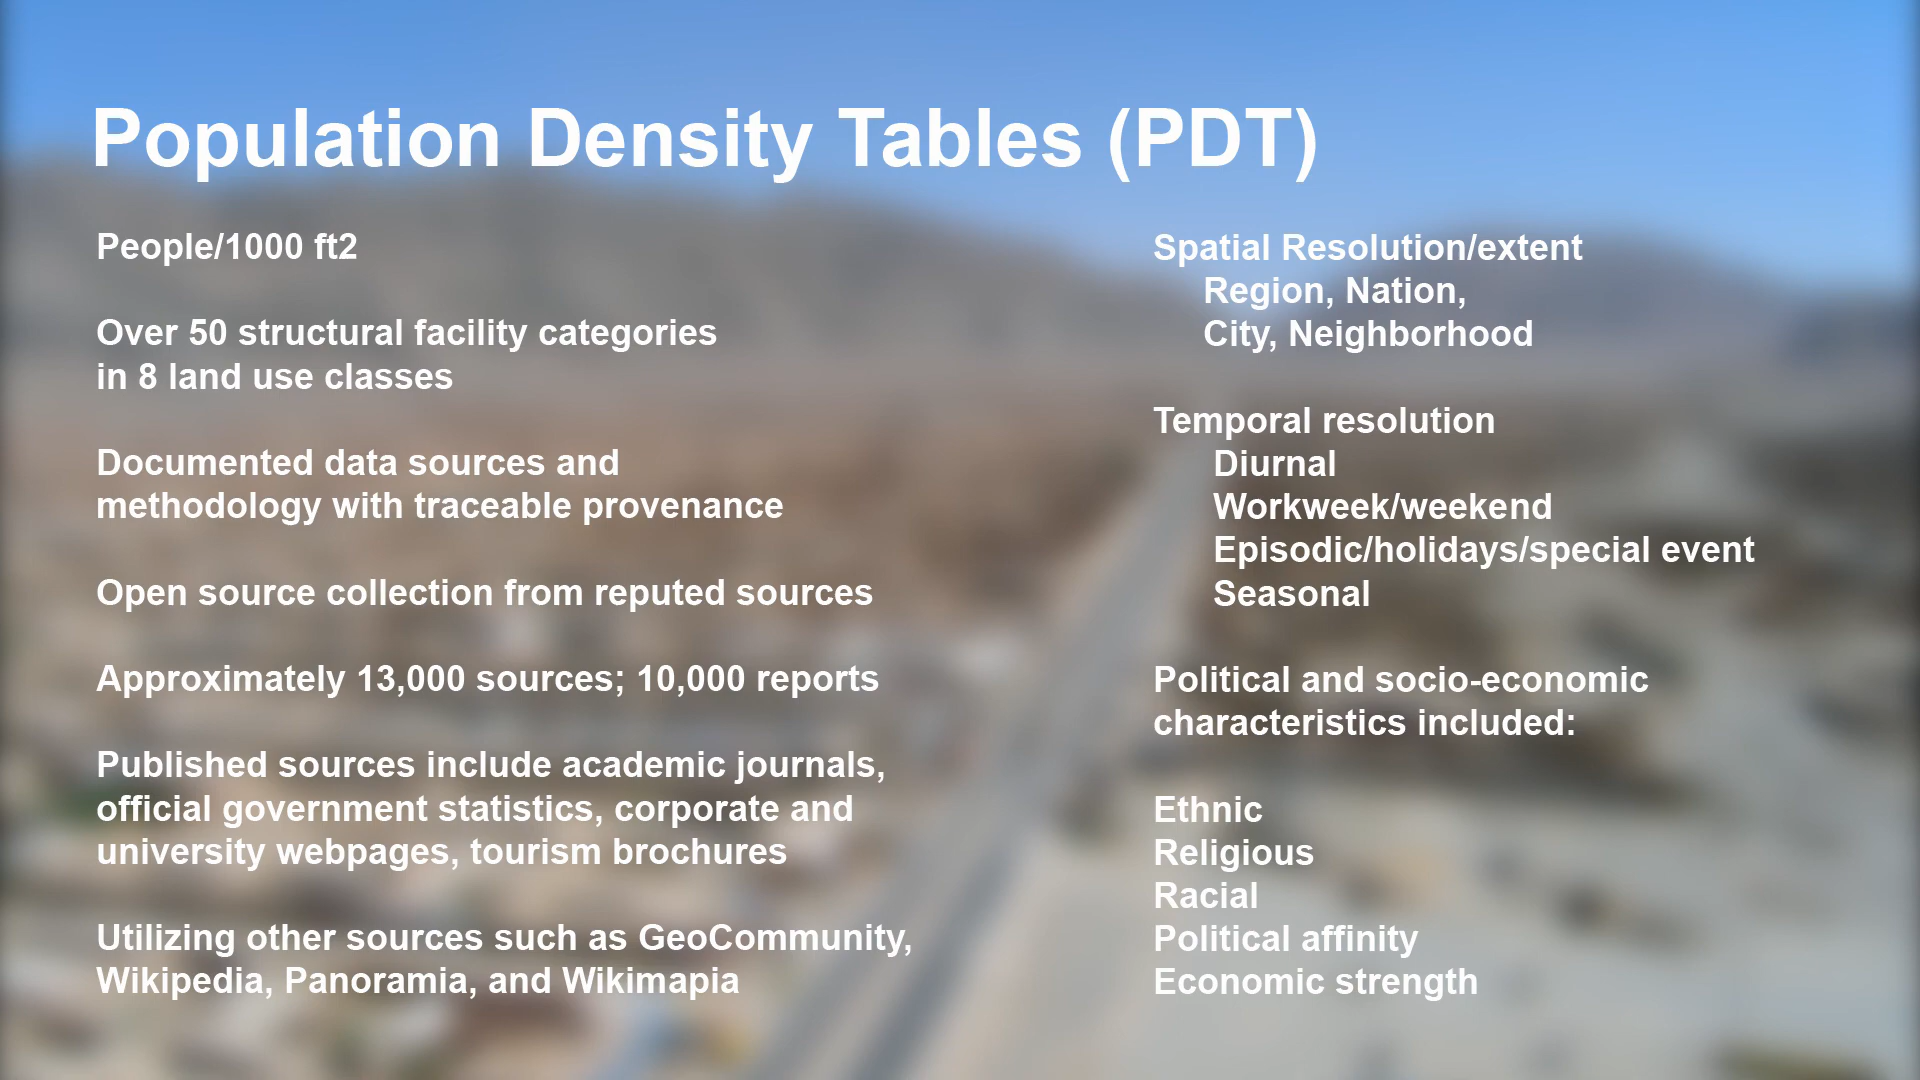 Population Density Tables (PDT)
People/1000 ft2
Over 50 structural facility categories
in 8 land use classes
Documented data sources and
methodology with traceable provenance
Open source collection from reputed sources
Approximately 13,000 sources; 10,000 reports
Published sources include academic journals,
official government statistics, corporate and
university webpages, tourism brochures
Utilizing other sources such as GeoCommunity,
Wikipedia, Panoramia, and Wikimapia
Spatial Resolution/extent
Region, Nation,
City, Neighborhood
Temporal resolution
Diurnal
Workweek/weekend
Episodic/holidays/special event
Seasonal
Political and socio-economic
characteristics included:
Ethnic
Religious
Racial
Political affinity
Economic strength